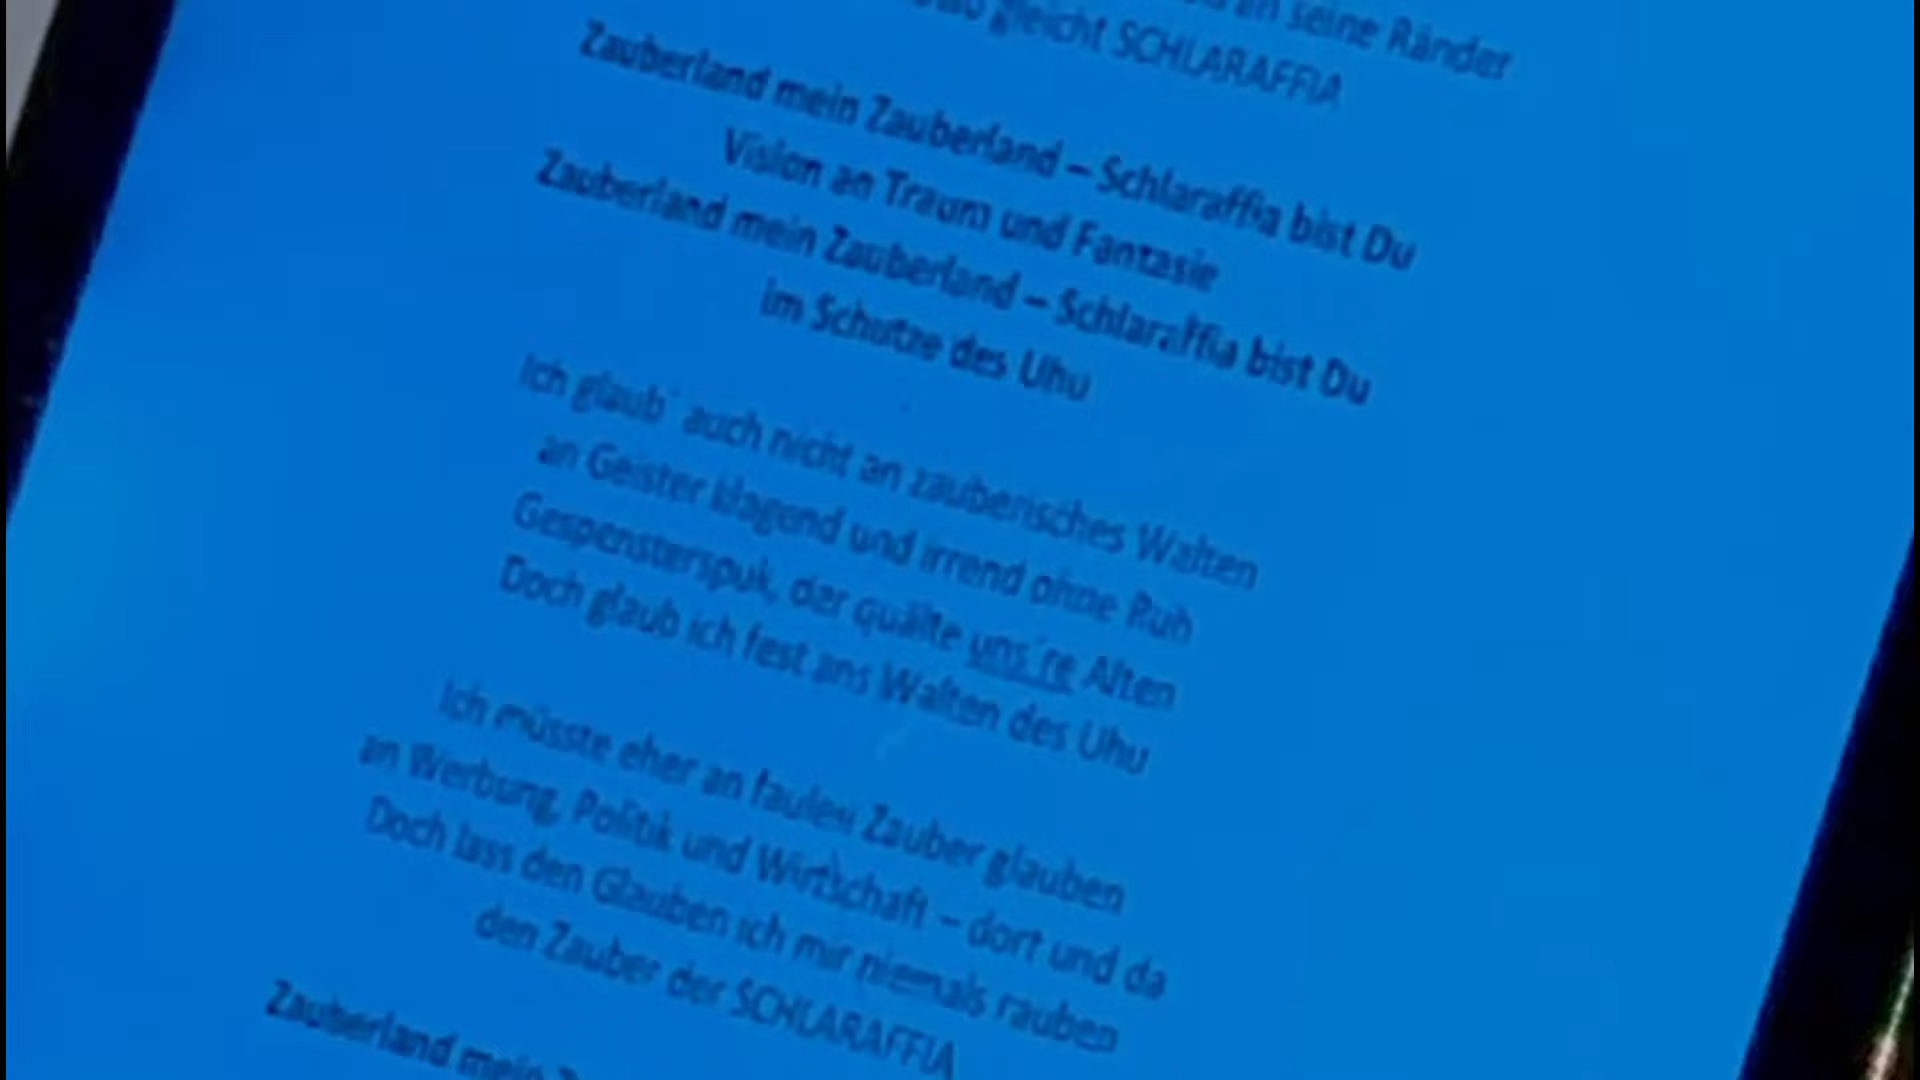 an seine Ränder
gleicht SCHLARAFFIA
Zauberland mein Zauberland – Schlaraffia bist Du
Vision an Traum und Fantasie
Zauberland mein Zauberland – Schlaraffia bist Du
im Schutze des Uhu
Ich glaub´ auch nicht an zauberisches Walten
an Geister klagend und irrend ohne Ruh
Gespensterspuk, der quälte uns´re Alten
Doch glaub ich fest ans Walten des Uhu
Ich müsste eher an faulen Zauber glauben
an Werbung, Politik und Wirtschaft – dort und da
Doch lass den Glauben ich mir niemals rauben
den Zauber der SCHLARAFFIA
Zauberland mein